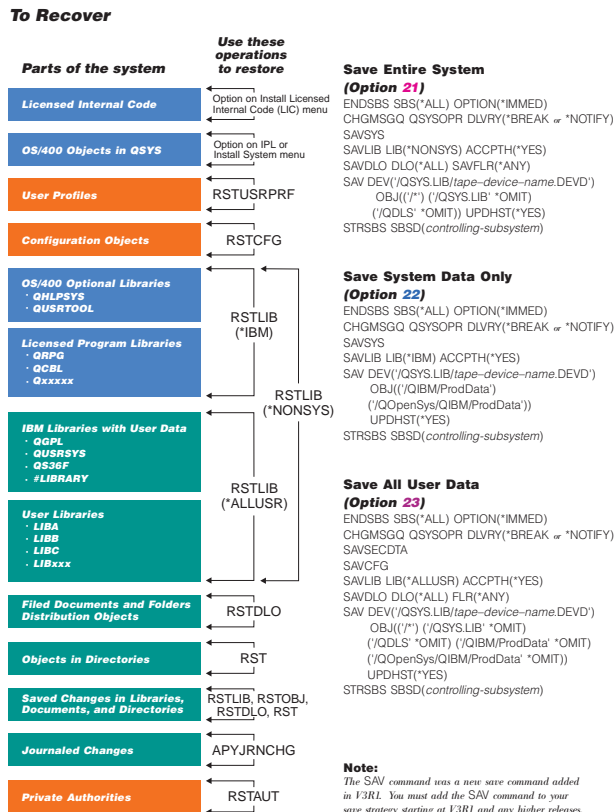 To Recover
Parts of the system
Use these
operations
to restore
Licensed Internal Code
Option on Install Licensed
Internal Code (LIC) menu
OS/400 Objects in QSYS
Option on IPL or
Install System menu
User Profiles
RSTUSRPRF
Configuration Objects
RSTCFG
OS/400 Optional Libraries
· QHLPSYS
· QUSRTOOL
Licensed Program Libraries
· QRPG
· QCBL
· Qxxxxx
RSTLIB
(*IBM)
RSTLIB
(*NONSYS)
IBM Libraries with User Data
· QGPL
· QUSRSYS
· QS36F
· #LIBRARY
User Libraries
· LIBA
· LIBB
· LIBC
· LIBxxx
RSTLIB
(*ALLUSR)
Filed Documents and Folders
Distribution Objects
RSTDLO
Objects in Directories
RST
Saved Changes in Libraries,
Documents, and Directories
RSTLIB, RSTOBJ,
RSTDLO, RST
Journaled Changes
APYJRNCHG
Private Authorities
RSTAUT
Save Entire System
(Option 21)
ENDSBS SBS(*ALL) OPTION(*IMMED)
CHGMSGQ QSYSOPR DLVRY(*BREAK or *NOTIFY)
SAVSYS
SAVLIB LIB(*NONSYS) ACCPTH(*YES)
SAVDLO DLO(*ALL) SAVFLR(*ANY)
SAV DEV('/QSYS.LIB/tape–device–name.DEVD')
OBJ(('/*') ('/QSYS.LIB' *OMIT)
('/QDLS' *OMIT)) UPDHST(*YES)
STRSBS SBSD(controlling-subsystem)
Save System Data Only
(Option 22)
ENDSBS SBS(*ALL) OPTION(*IMMED)
CHGMSGQ QSYSOPR DLVRY(*BREAK or *NOTIFY)
SAVSYS
SAVLIB LIB(*IBM) ACCPTH(*YES)
SAV DEV('/QSYS.LIB/tape–device–name.DEVD')
OBJ(('/QIBM/ProdData')
('/QOpenSys/QIBM/ProdData'))
UPDHST(*YES)
STRSBS SBSD(controlling-subsystem)
Save All User Data
(Option 23)
ENDSBS SBS(*ALL) OPTION(*IMMED)
CHGMSGQ QSYSOPR DLVRY(*BREAK or *NOTIFY)
SAVSECDTA
SAVCFG
SAVLIB LIB(*ALLUSR) ACCPTH(*YES)
SAVDLO DLO(*ALL) FLR(*ANY)
SAV DEV('/QSYS.LIB/tape–device–name.DEVD')
OBJ(('/*') ('/QSYS.LIB' *OMIT)
('/QDLS' *OMIT) ('/QIBM/ProdData' *OMIT)
('/QOpenSys/QIBM/ProdData' *OMIT))
UPDHST(*YES)
STRSBS SBSD(controlling-subsystem)
Note:
The SAV command was a new save command added
in V3R1. You must add the SAV command to your
save strategy starting at V3R1 and any higher releases.